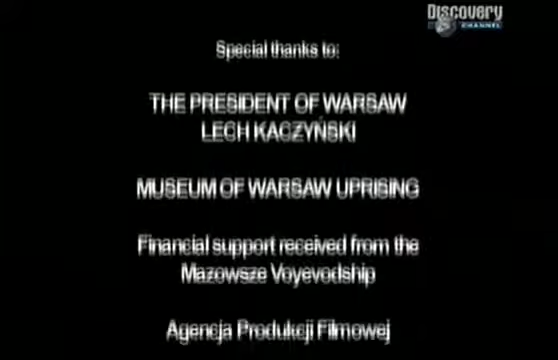 Discovery
CHANNEL
Special thanks to:
THE PRESIDENT OF WARSAW
LECH KACZYŃSKI
MUSEUM OF WARSAW UPRISING
Financial support received from the
Mazowsze Voyevodship
Agencja Produkcji Filmowej